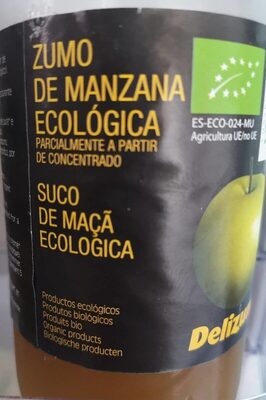 ZUMO
DE MANZANA
ECOLÓGICA
PARCIALMENTE A PARTIR
DE CONCENTRADO
SUCO
DE MAÇÃ
ECOLOGICA
ES-ECO-024-MU
Agricultura UE/no UE
Productos ecológicos
Produtos biológicos
Produits bio
Organic products
Biologische producten